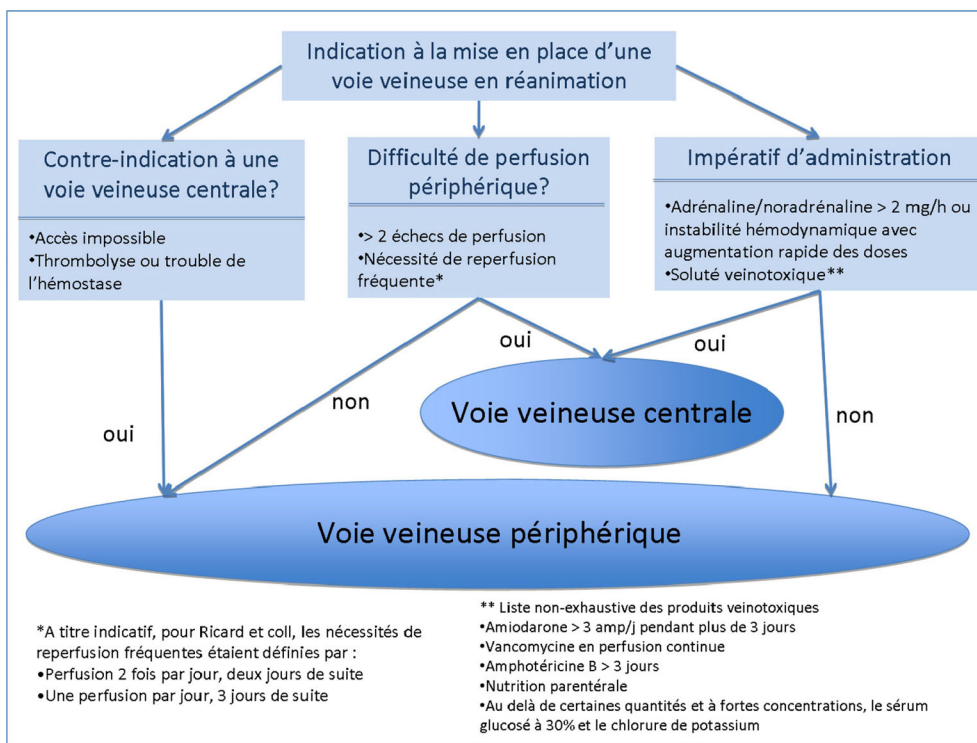 Indication à la mise en place d'une
voie veineuse en réanimation
Contre-indication à une
voie veineuse centrale?
•Accès impossible
•Thrombolyse ou trouble de
l'hémostase
Difficulté de perfusion
périphérique?
•> 2 échecs de perfusion
•Nécessité de reperfusion
fréquente*
Impératif d'administration
•Adrénaline/noradrénaline > 2 mg/h ou
instabilité hémodynamique avec
augmentation rapide des doses
•Soluté veinotoxique**
oui
non
oui
oui
non
Voie veineuse centrale
Voie veineuse périphérique
*A titre indicatif, pour Ricard et coll, les nécessités de
reperfusion fréquentes étaient définies par :
•Perfusion 2 fois par jour, deux jours de suite
•Une perfusion par jour, 3 jours de suite
** Liste non-exhaustive des produits veinotoxiques
•Amiodarone > 3 amp/j pendant plus de 3 jours
•Vancomycine en perfusion continue
•Amphotéricine B > 3 jours
•Nutrition parentérale
•Au delà de certaines quantités et à fortes concentrations, le sérum
glucosé à 30% et le chlorure de potassium